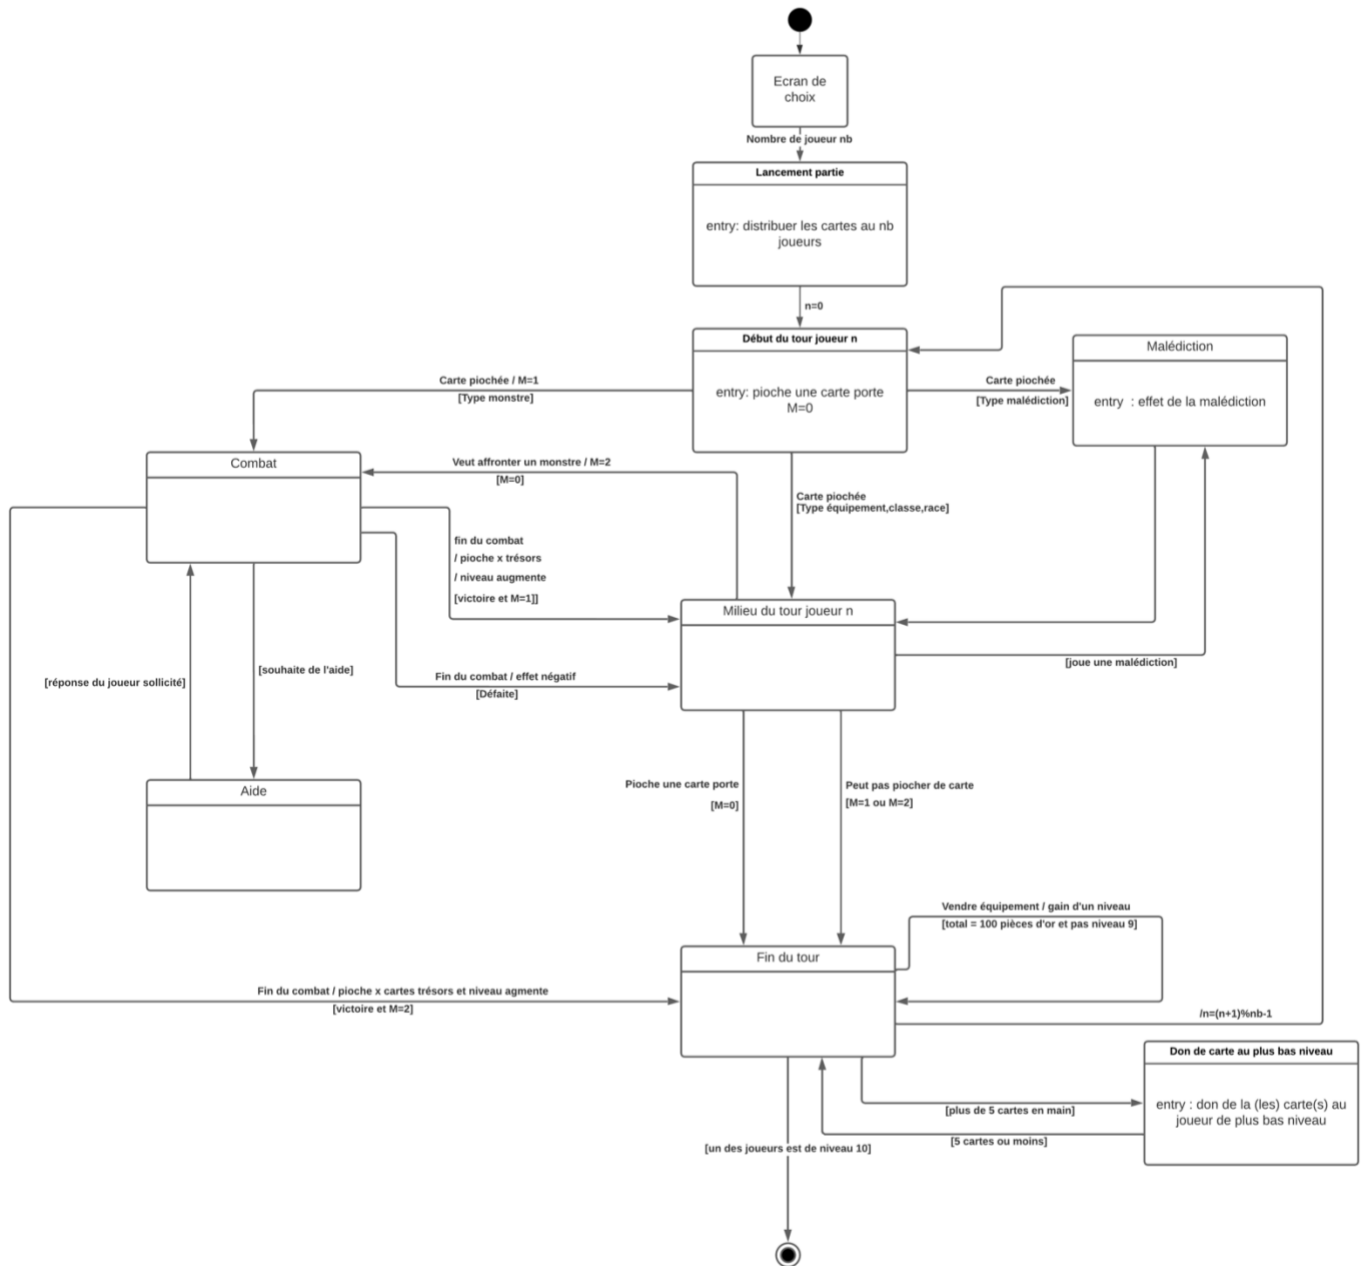 Ecran de
choix
Nombre de joueur nb
Lancement partie
entry: distribuer les cartes au nb
joueurs
n=0
Début du tour joueur n
entry: pioche une carte porte
M=0
Malédiction
entry  : effet de la malédiction
Carte piochée / M=1
[Type monstre]
Carte piochée
[Type malédiction]
Combat
Veut affronter un monstre / M=2
[M=0]
Carte piochée
[Type équipement,classe,race]
fin du combat
/ pioche x trésors
/ niveau augmente
[victoire et M=1]]
Milieu du tour joueur n
[réponse du joueur sollicité]
[souhaite de l'aide]
Fin du combat / effet négatif
[Défaite]
[joue une malédiction]
Aide
Pioche une carte porte
[M=0]
Peut pas piocher de carte
[M=1 ou M=2]
Vendre équipement / gain d'un niveau
[total = 100 pièces d'or et pas niveau 9]
Fin du tour
Fin du combat / pioche x cartes trésors et niveau agmente
[victoire et M=2]
/n=(n+1)%nb-1
Don de carte au plus bas niveau
entry : don de la (les) carte(s) au
joueur de plus bas niveau
[plus de 5 cartes en main]
[5 cartes ou moins]
[un des joueurs est de niveau 10]